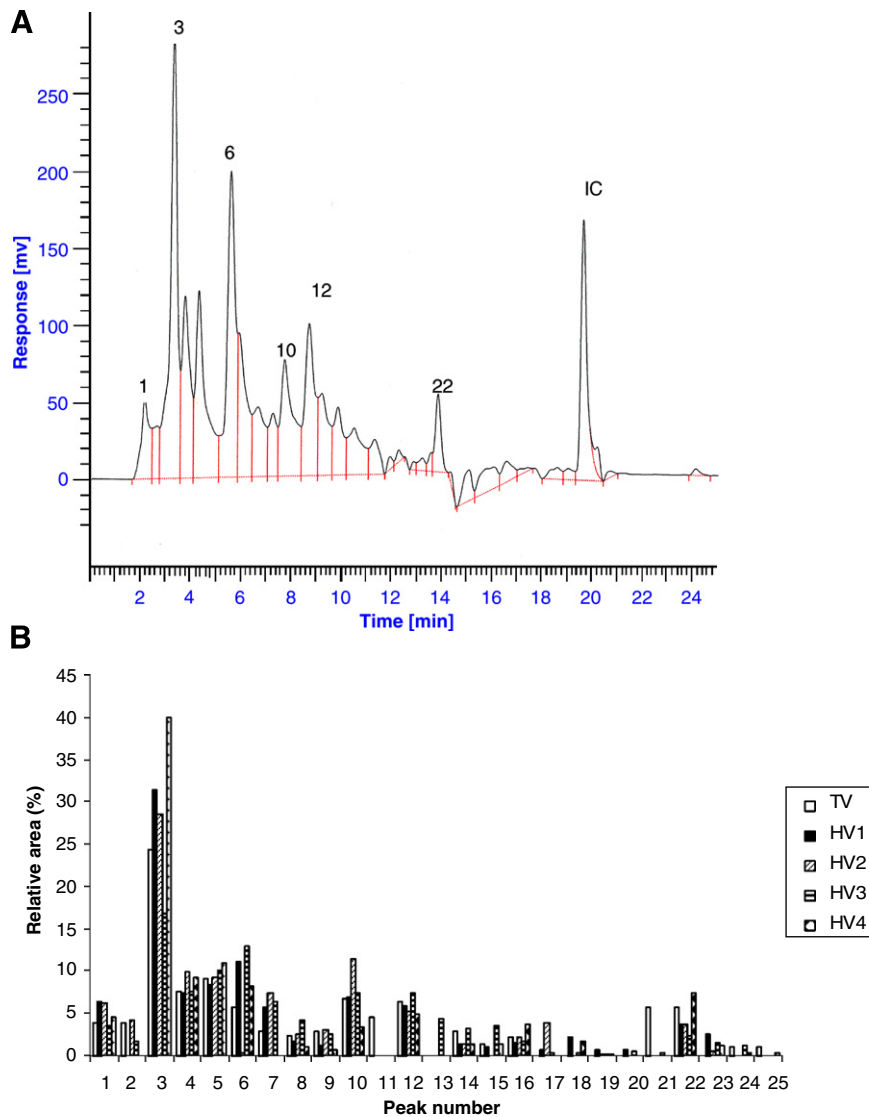 A
3
250
6
200
IC
Response [mv]
150
12
100
10
1
22
50
0
2 4 6 8 10 12 14 16 18 20 22 24
Time [min]
B
45
40
35
30
25
20
15
10
5
0
Relative area (%)
TV
HV1
HV2
HV3
HV4
1 2 3 4 5 6 7 8 9 10 11 12 13 14 15 16 17 18 19 20 21 22 23 24 25
Peak number